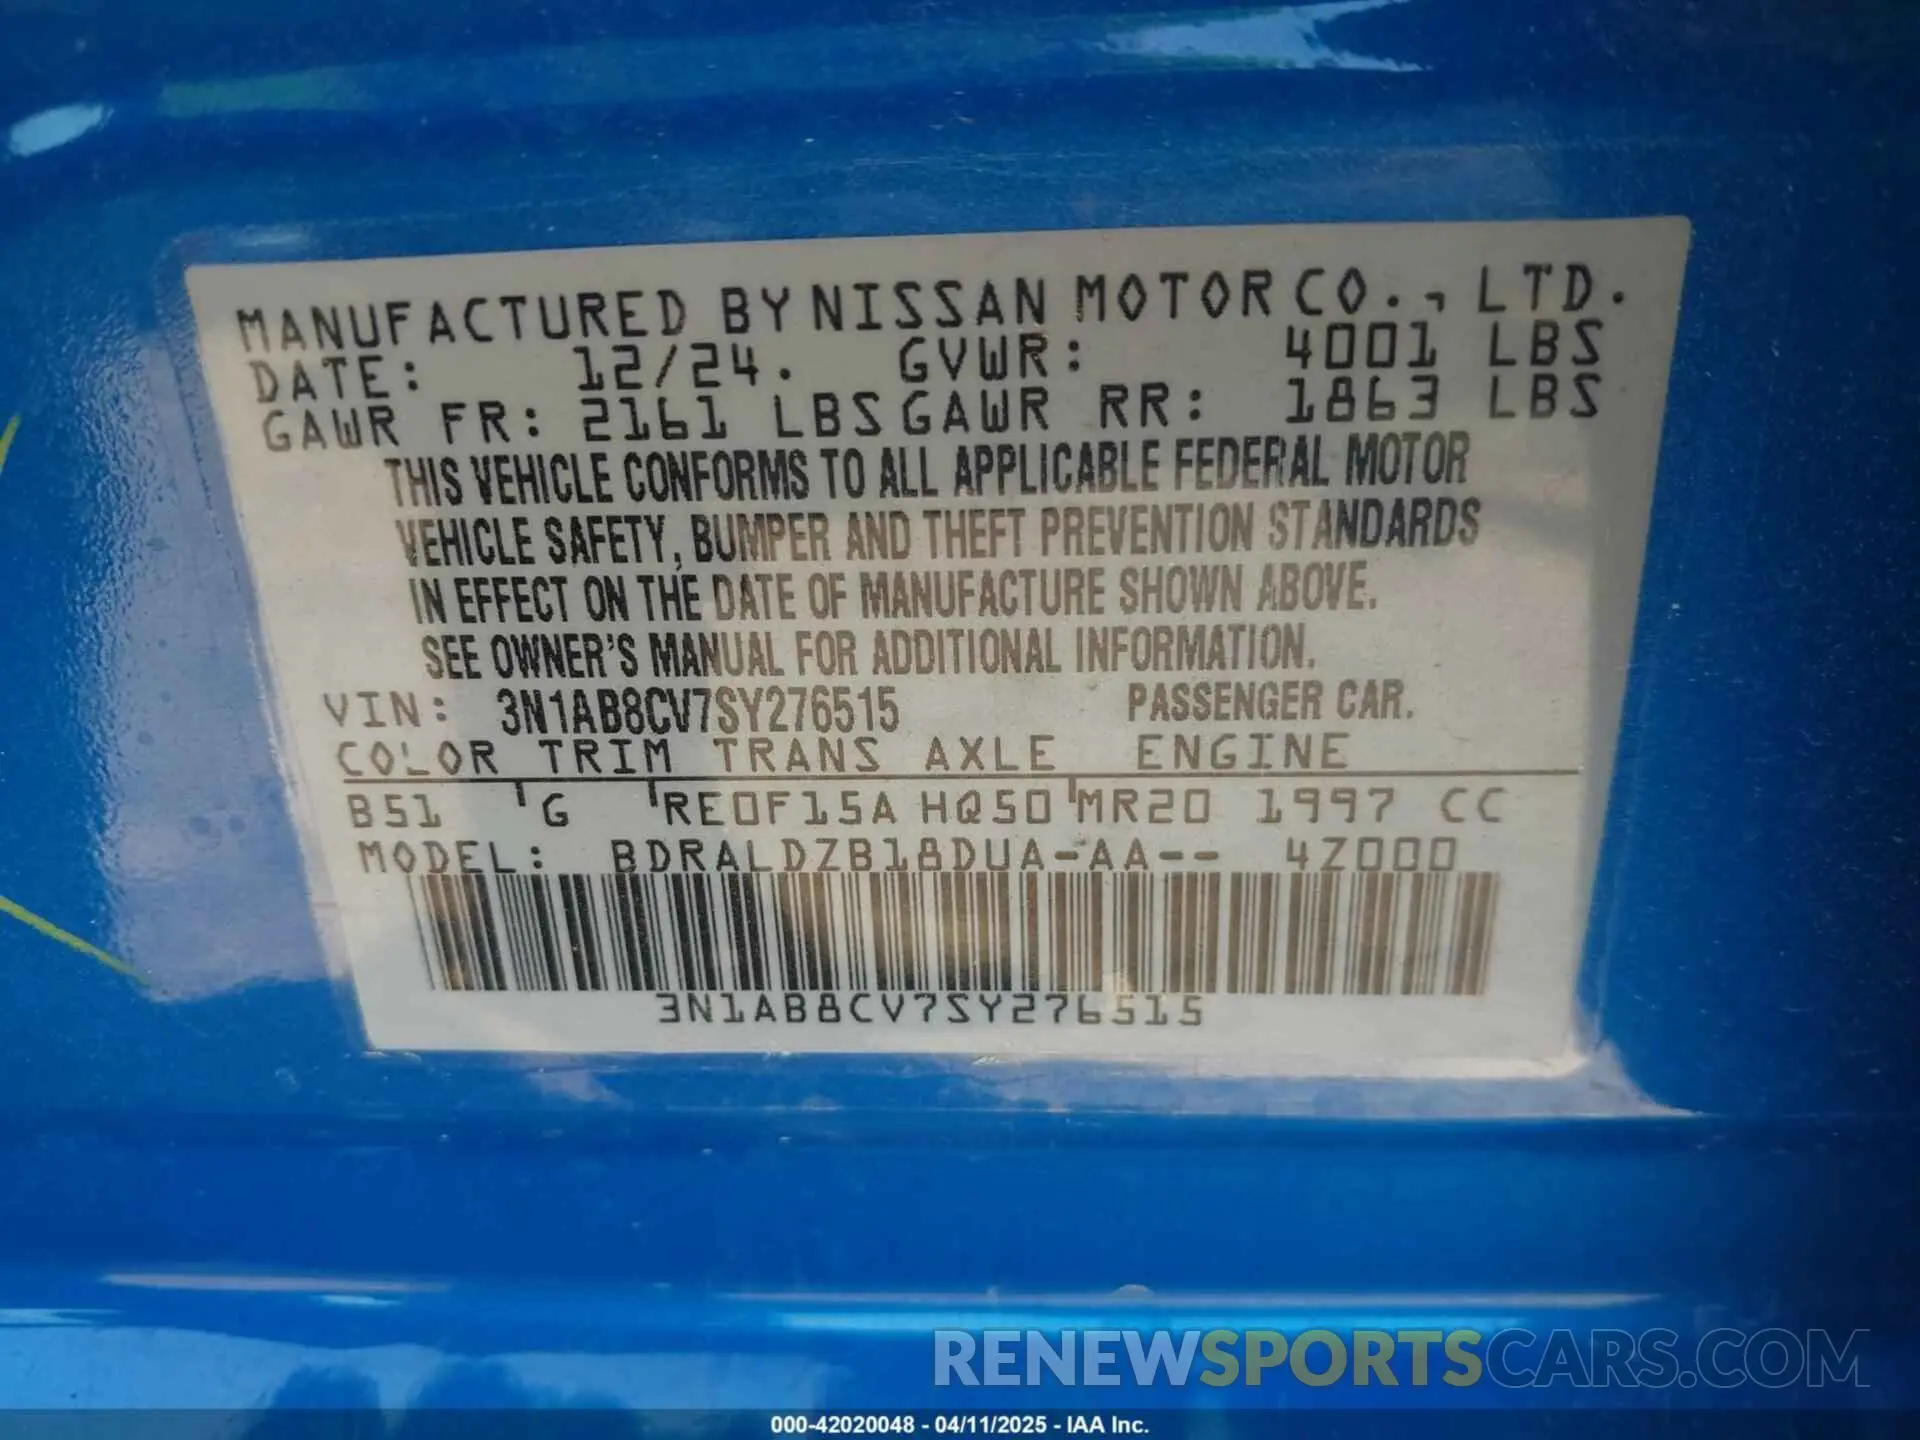 MANUFACTURED BY NISSAN MOTOR CO., LTD.
DATE: 12/24. GVWR: 4001 LBS
GAWR FR: 2161 LBS GAWR RR: 1863 LBS
THIS VEHICLE CONFORMS TO ALL APPLICABLE FEDERAL MOTOR
VEHICLE SAFETY, BUMPER AND THEFT PREVENTION STANDARDS
IN EFFECT ON THE DATE OF MANUFACTURE SHOWN ABOVE.
SEE OWNER'S MANUAL FOR ADDITIONAL INFORMATION.
VIN: 3N1AB8CV7SY276515 PASSENGER CAR.
COLOR TRIM TRANS AXLE ENGINE
B51 G RE0F15A HQ50 MR20 1997 CC
MODEL: BDRALDZB18DUA-AA-- 4Z000
3N1AB8CV7SY276515
RENEWSPORTSCARS.COM
000-42020048 - 04/11/2025 - IAA Inc.